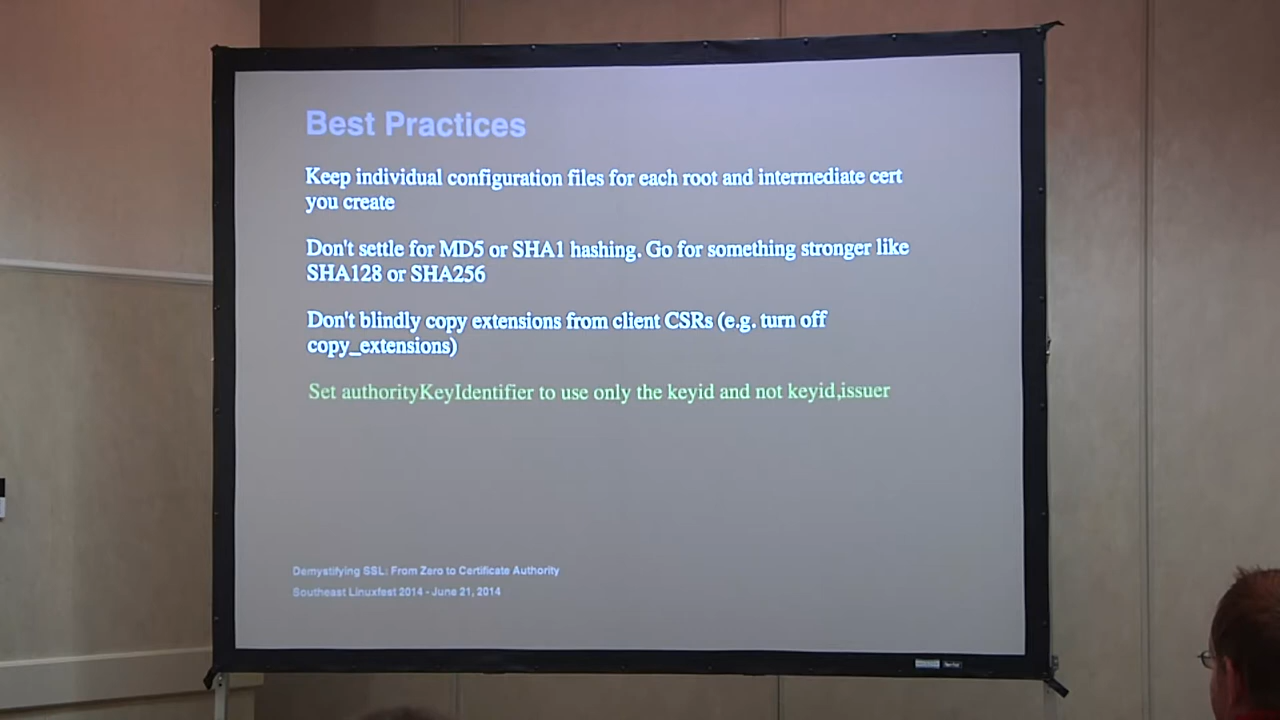 Best Practices
Keep individual configuration files for each root and intermediate cert
you create
Don't settle for MD5 or SHA1 hashing. Go for something stronger like
SHA128 or SHA256
Don't blindly copy extensions from client CSRs (e.g. turn off
copy_extensions)
Set authorityKeyIdentifier to use only the keyid and not keyid,issuer
Demystifying SSL: From Zero to Certificate Authority
Southeast Linuxfest 2014 - June 21, 2014